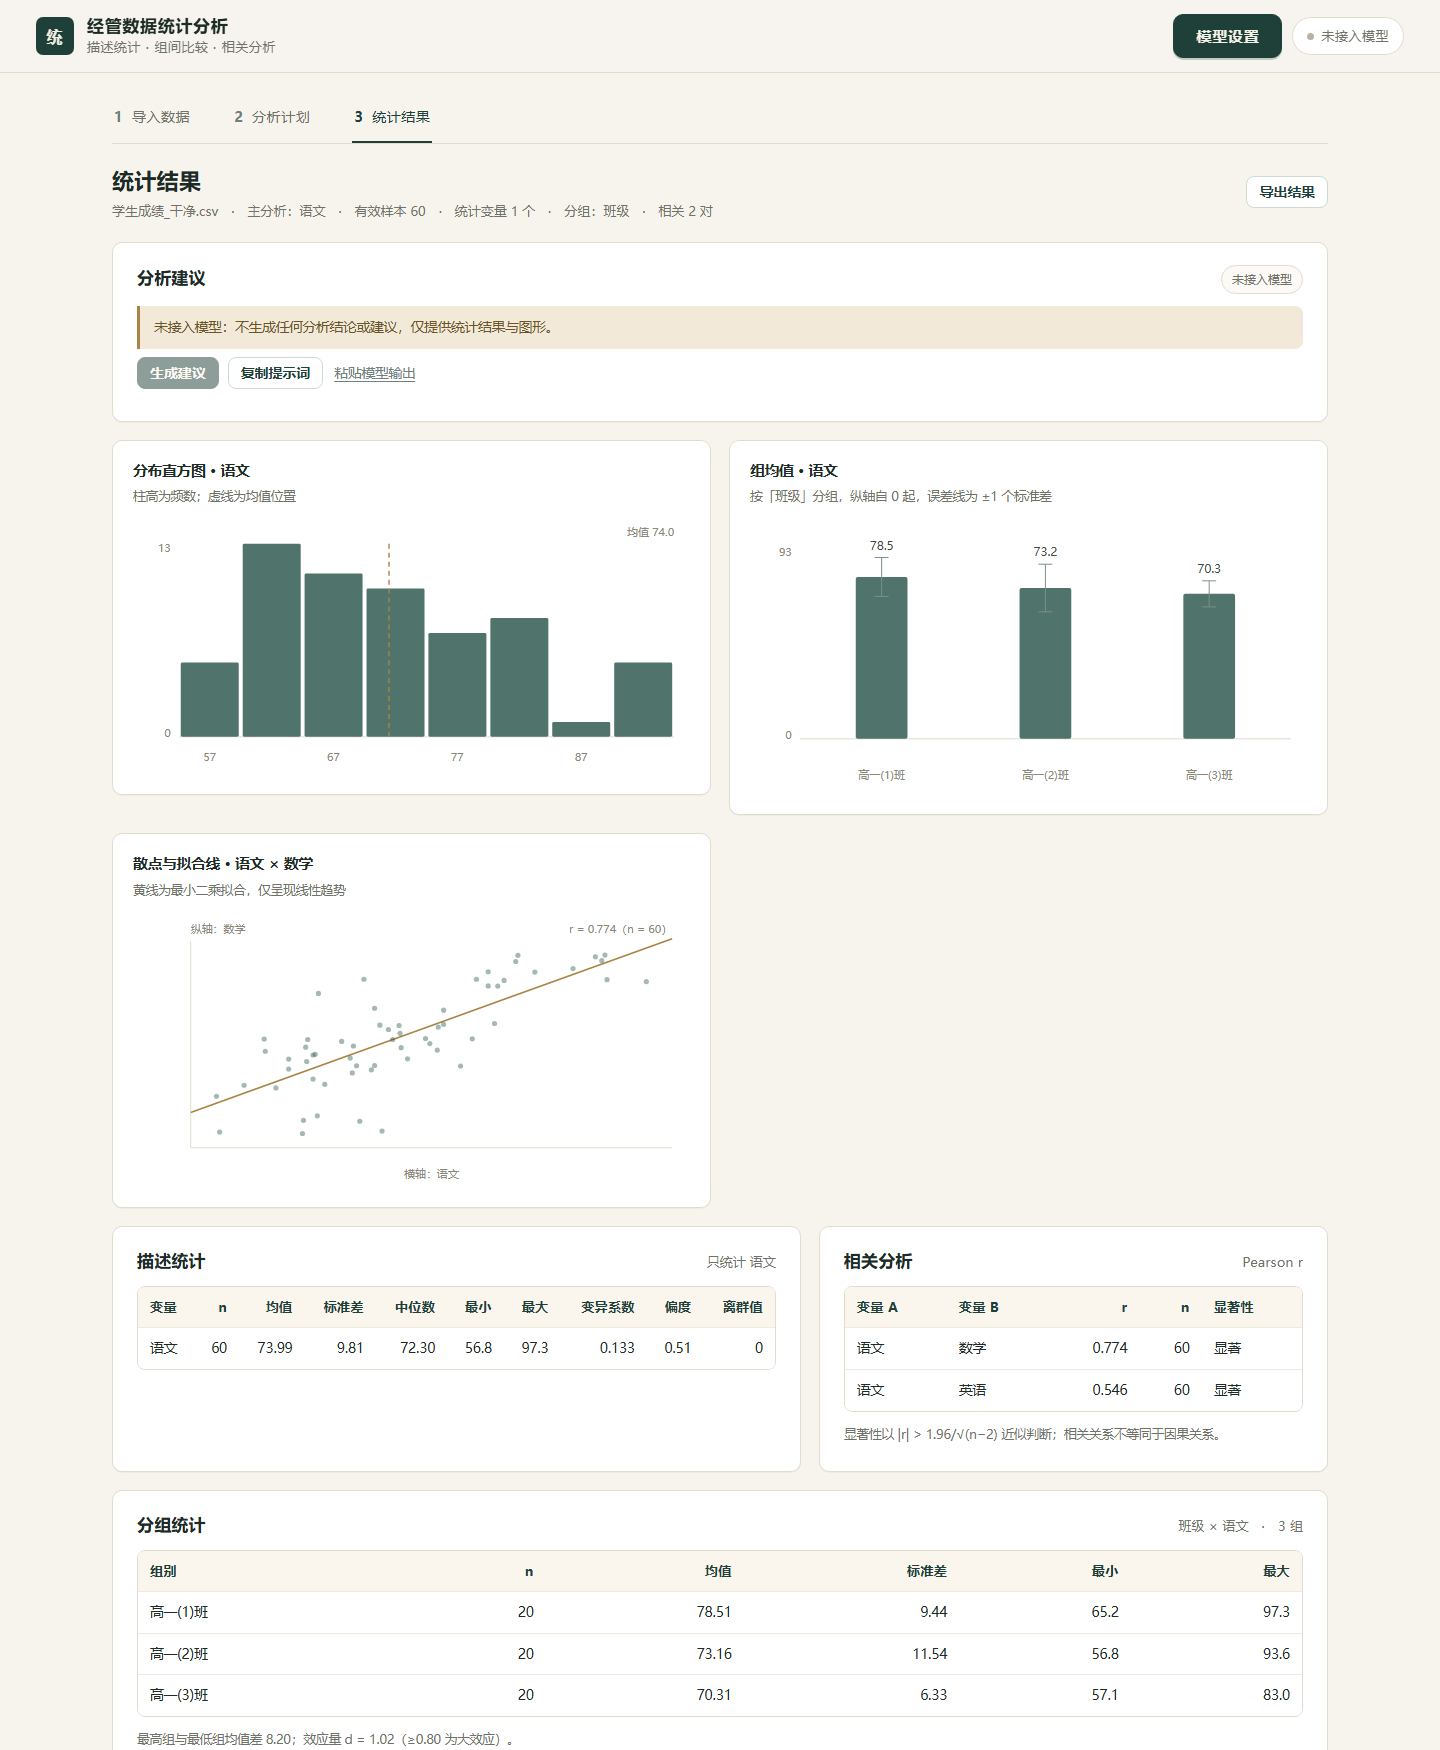 统
经管数据统计分析
描述统计 · 组间比较 · 相关分析
模型设置
未接入模型
1 导入数据
2 分析计划
3 统计结果
统计结果
学生成绩_干净.csv · 主分析：语文 · 有效样本 60 · 统计变量 1 个 · 分组：班级 · 相关 2 对
导出结果
分析建议
未接入模型
未接入模型：不生成任何分析结论或建议，仅提供统计结果与图形。
生成建议
复制提示词
粘贴模型输出
分布直方图 • 语文
柱高为频数；虚线为均值位置
均值 74.0
13
0
57 67 77 87
组均值 • 语文
按「班级」分组，纵轴自 0 起，误差线为 ±1 个标准差
93
0
78.5 73.2 70.3
高一(1)班 高一(2)班 高一(3)班
散点与拟合线 • 语文 × 数学
黄线为最小二乘拟合，仅呈现线性趋势
纵轴：数学
r = 0.774（n = 60）
横轴：语文
描述统计
只统计 语文
变量 n 均值 标准差 中位数 最小 最大 变异系数 偏度 离群值
语文 60 73.99 9.81 72.30 56.8 97.3 0.133 0.51 0
相关分析
Pearson r
变量 A 变量 B r n 显著性
语文 数学 0.774 60 显著
语文 英语 0.546 60 显著
显著性以 |r| > 1.96/√(n−2) 近似判断；相关关系不等同于因果关系。
分组统计
班级 × 语文 · 3 组
组别 n 均值 标准差 最小 最大
高一(1)班 20 78.51 9.44 65.2 97.3
高一(2)班 20 73.16 11.54 56.8 93.6
高一(3)班 20 70.31 6.33 57.1 83.0
最高组与最低组均值差 8.20；效应量 d = 1.02（≥0.80 为大效应）。